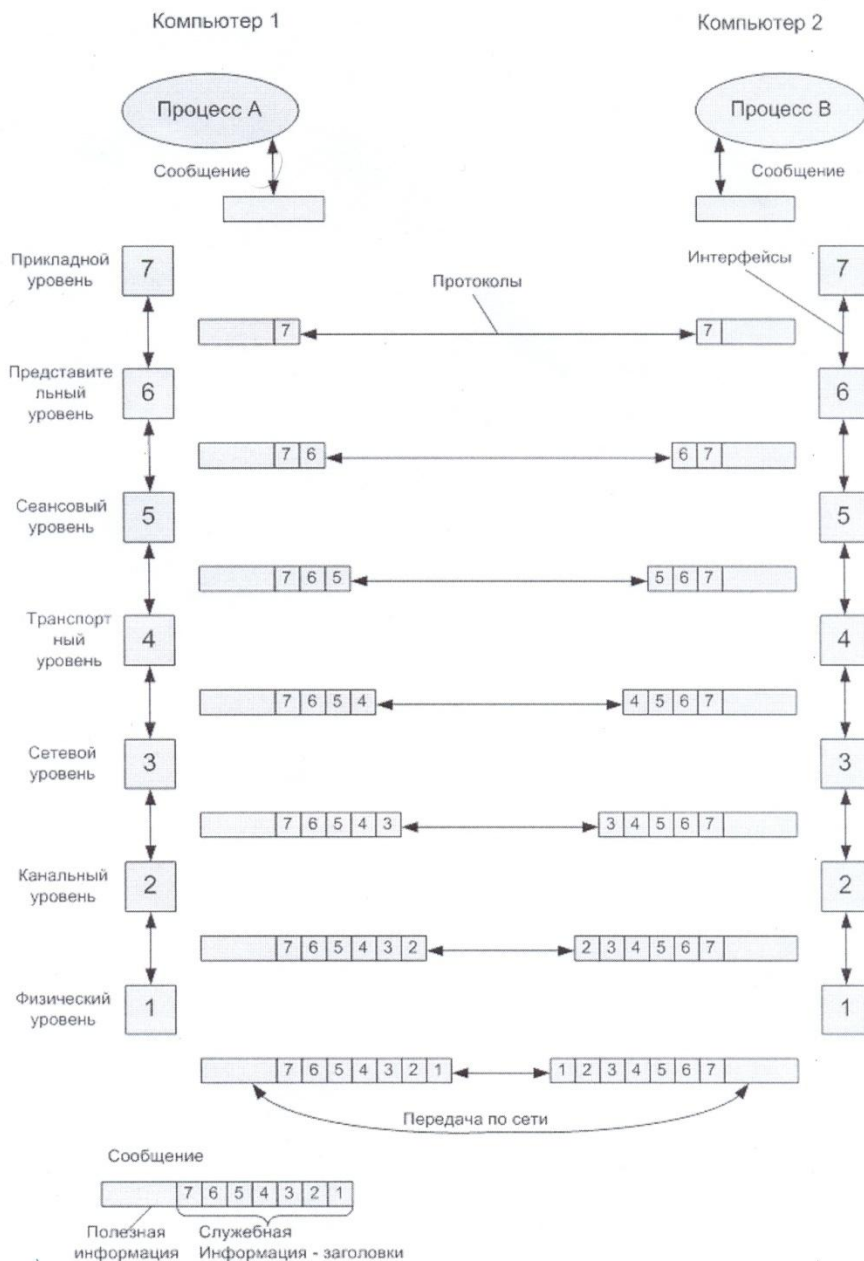 Компьютер 1
Компьютер 2
Процесс A
Процесс B
Сообщение
Сообщение
Прикладной
уровень
7
Протоколы
Интерфейсы
7
7
7
Представите
льный
уровень
6
6
7 6
6 7
Сеансовый
уровень
5
5
7 6 5
5 6 7
Транспорт
ный
уровень
4
4
7 6 5 4
4 5 6 7
Сетевой
уровень
3
3
7 6 5 4 3
3 4 5 6 7
Канальный
уровень
2
2
7 6 5 4 3 2
2 3 4 5 6 7
Физический
уровень
1
1
7 6 5 4 3 2 1
1 2 3 4 5 6 7
Передача по сети
Сообщение
7 6 5 4 3 2 1
Полезная
информация
Служебная
Информация - заголовки